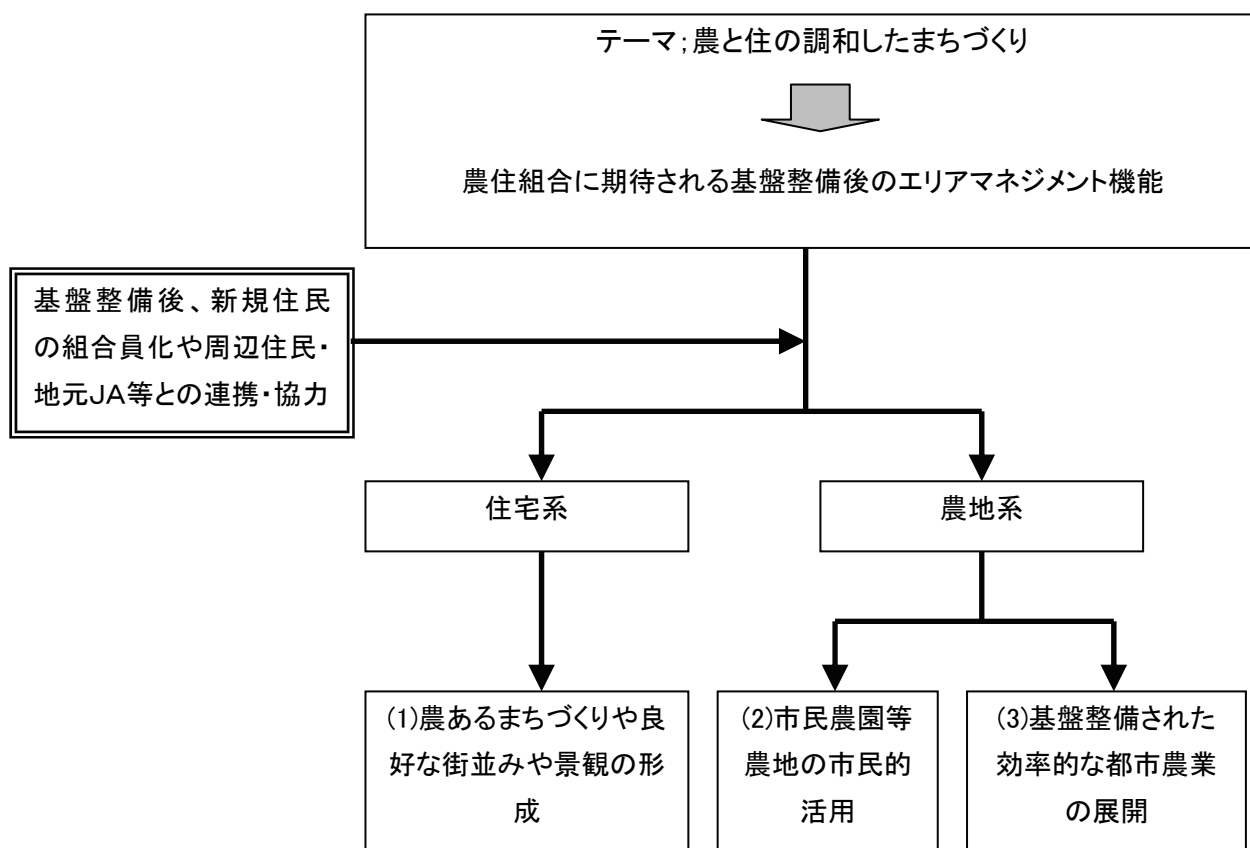 テーマ;農と住の調和したまちづくり
農住組合に期待される基盤整備後のエリアマネジメント機能
基盤整備後、新規住民
の組合員化や周辺住民・
地元JA等との連携・協力
住宅系
農地系
(1)農あるまちづくりや良
好な街並みや景観の形
成
(2)市民農園等
農地の市民的
活用
(3)基盤整備された
効率的な都市農業
の展開